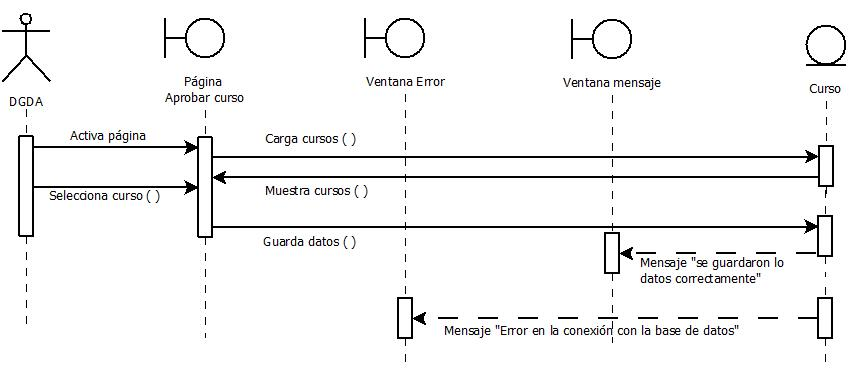 DGDA
Página
Aprobar curso
Ventana Error
Ventana mensaje
Curso
Activa página
Carga cursos ( )
Selecciona curso ( )
Muestra cursos ( )
Guarda datos ( )
Mensaje "se guardaron lo
datos correctamente"
Mensaje "Error en la conexión con la base de datos"